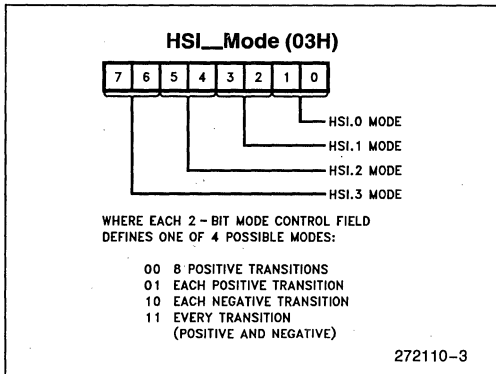 HSI__Mode (03H)
7 6 5 4 3 2 1 0
HSI.0 MODE
HSI.1 MODE
HSI.2 MODE
HSI.3 MODE
WHERE EACH 2-BIT MODE CONTROL FIELD
DEFINES ONE OF 4 POSSIBLE MODES:
00 8 POSITIVE TRANSITIONS
01 EACH POSITIVE TRANSITION
10 EACH NEGATIVE TRANSITION
11 EVERY TRANSITION
(POSITIVE AND NEGATIVE)
272110-3